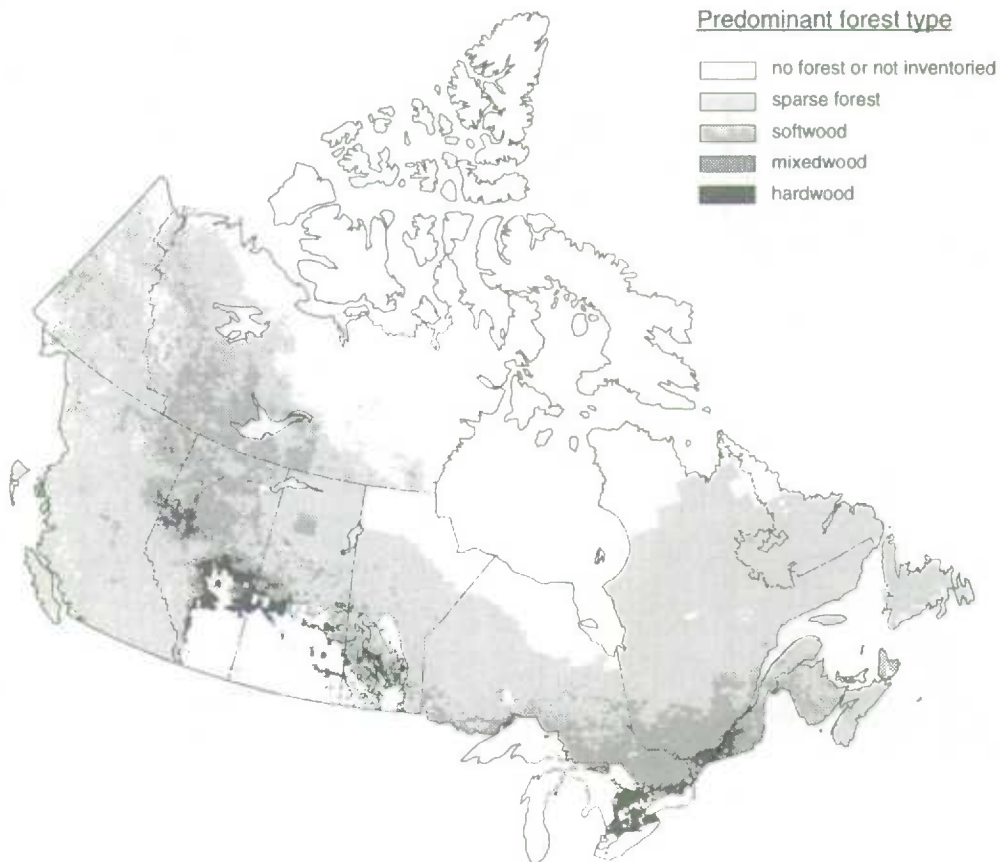 Predominant forest type
no forest or not inventoried
sparse forest
softwood
mixedwood
hardwood